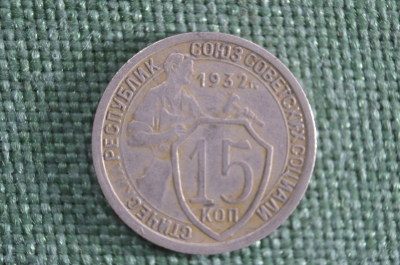 СОЮЗ СОВЕТСКИХ СОЦИАЛИСТИЧЕСКИХ РЕСПУБЛИК
1932 г.
15
КОП